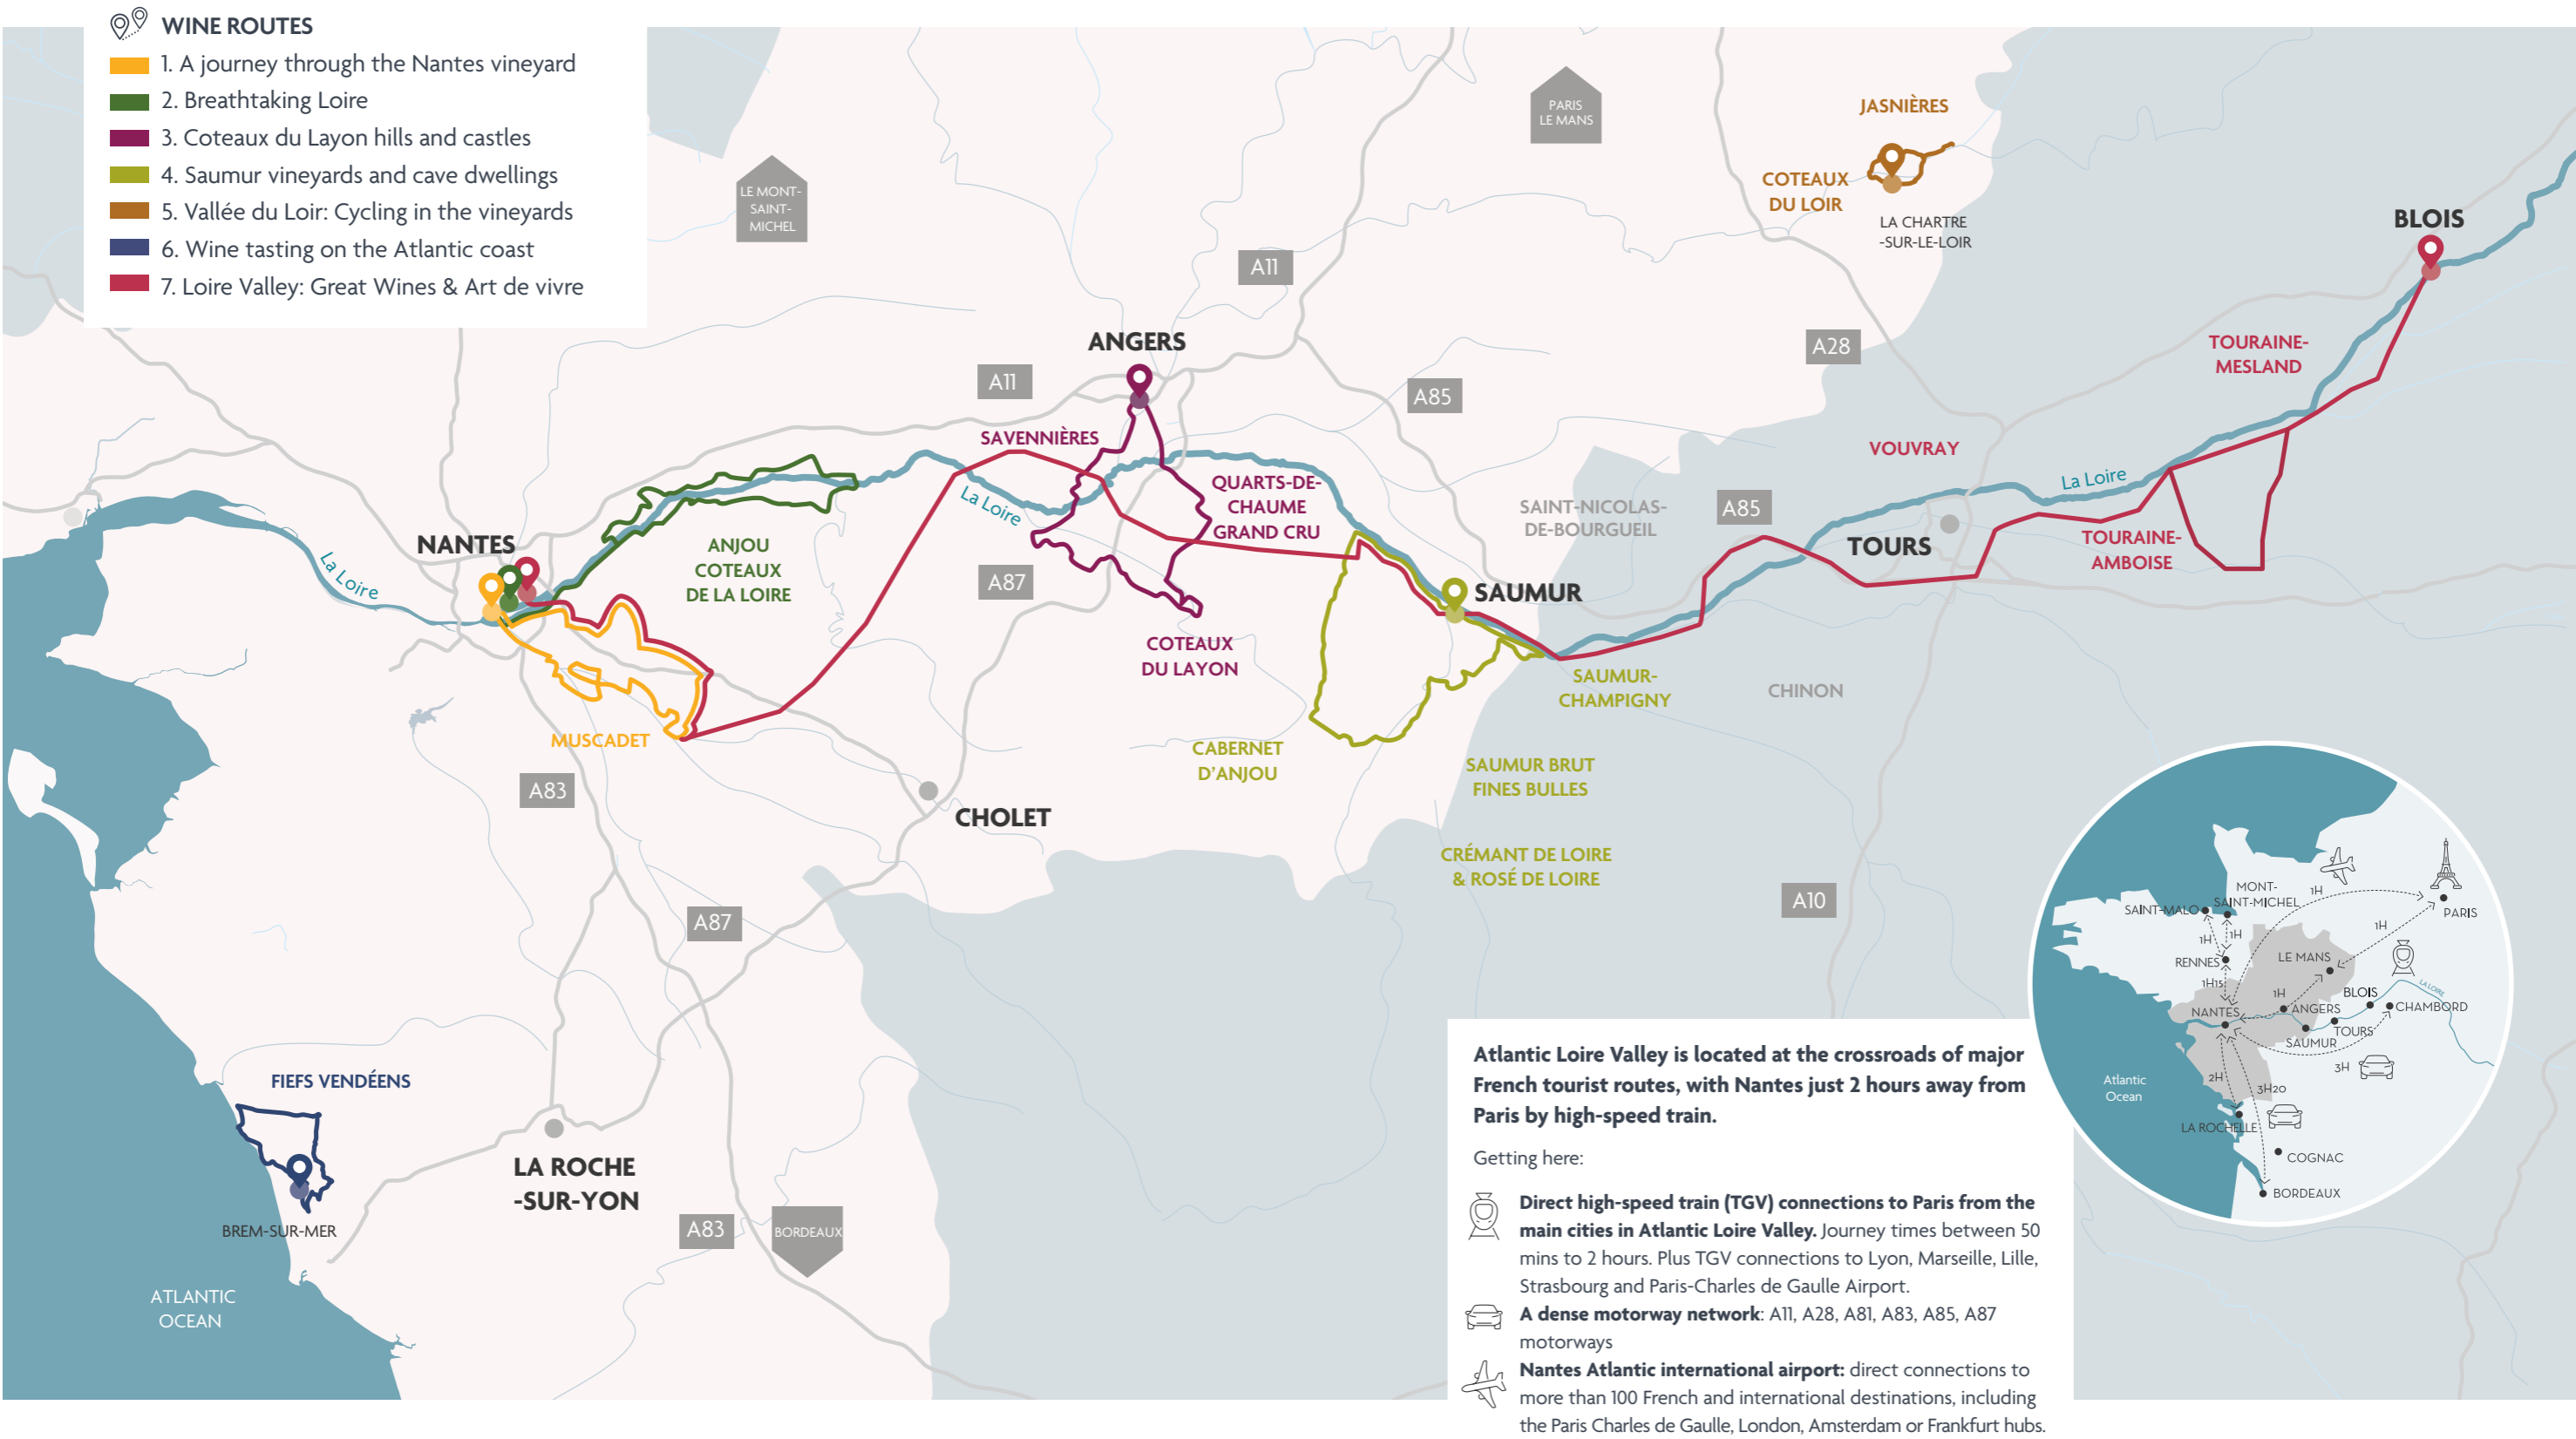 WINE ROUTES
1. A journey through the Nantes vineyard
2. Breathtaking Loire
3. Coteaux du Layon hills and castles
4. Saumur vineyards and cave dwellings
5. Vallée du Loir: Cycling in the vineyards
6. Wine tasting on the Atlantic coast
7. Loire Valley: Great Wines & Art de vivre
LE MONT-
SAINT-
MICHEL
PARIS
LE MANS
JASNIÈRES
COTEAUX
DU LOIR
LA CHARTRE
-SUR-LE-LOIR
BLOIS
A11
ANGERS
A11
A85
A28
TOURAINE-
MESLAND
SAVENNIÈRES
La Loire
QUARTS-DE-
CHAUME
GRAND CRU
SAINT-NICOLAS-
DE-BOURGUEIL
A85
VOUVRAY
La Loire
TOURS
TOURAINE-
AMBOISE
NANTES
La Loire
ANJOU
COTEAUX
DE LA LOIRE
A87
SAUMUR
COTEAUX
DU LAYON
SAUMUR-
CHAMPIGNY
CHINON
MUSCADET
CABERNET
D'ANJOU
SAUMUR BRUT
FINES BULLES
A83
CHOLET
CRÉMANT DE LOIRE
& ROSÉ DE LOIRE
A87
A10
FIEFS VENDÉENS
BREM-SUR-MER
LA ROCHE
-SUR-YON
A83
BORDEAUX
ATLANTIC
OCEAN
Atlantic Loire Valley is located at the crossroads of major
French tourist routes, with Nantes just 2 hours away from
Paris by high-speed train.
Getting here:
Direct high-speed train (TGV) connections to Paris from the
main cities in Atlantic Loire Valley. Journey times between 50
mins to 2 hours. Plus TGV connections to Lyon, Marseille, Lille,
Strasbourg and Paris-Charles de Gaulle Airport.
A dense motorway network: A11, A28, A81, A83, A85, A87
motorways
Nantes Atlantic international airport: direct connections to
more than 100 French and international destinations, including
the Paris Charles de Gaulle, London, Amsterdam or Frankfurt hubs.
1H
MONT-
SAINT-MICHEL
SAINT-MALO
PARIS
1H
1H
1H
RENNES
LE MANS
1H15
1H
BLOIS
LA LOIRE
NANTES
ANGERS
CHAMBORD
TOURS
SAUMUR
3H
2H
3H20
Atlantic
Ocean
LA ROCHELLE
COGNAC
BORDEAUX